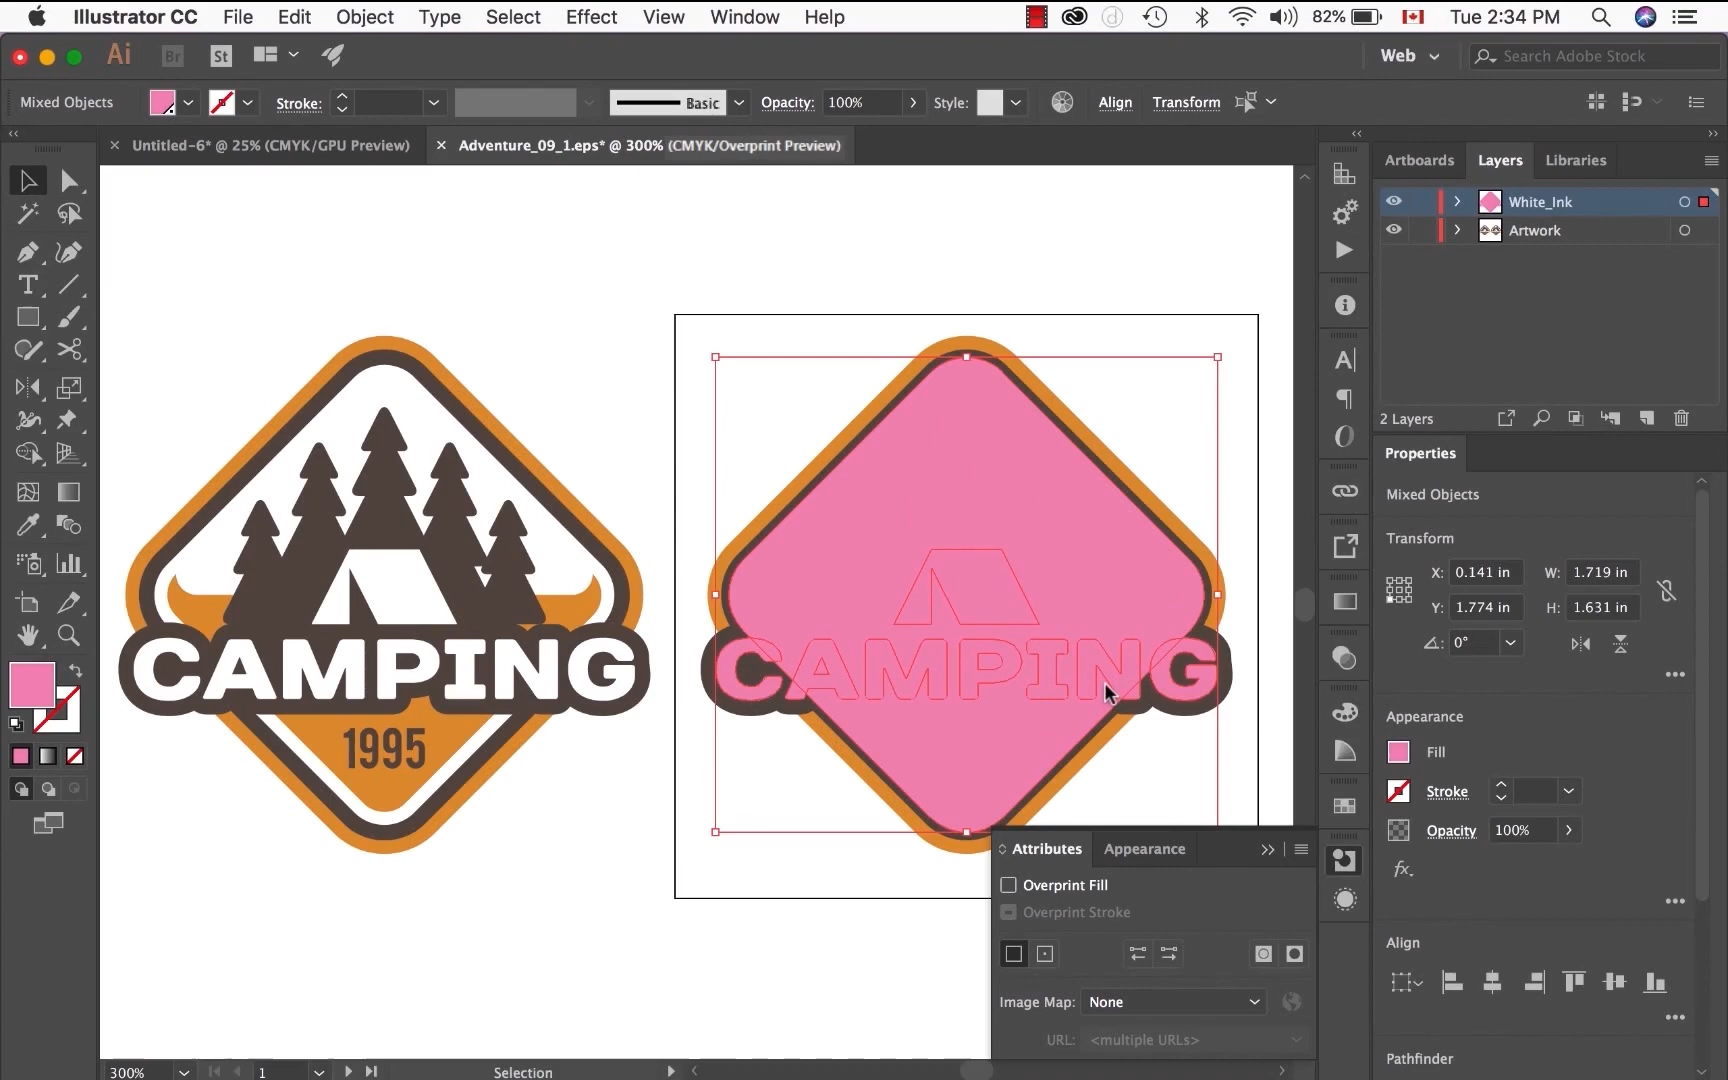 Illustrator CC File Edit Object Type Select Effect View Window Help 82% Tue 2:34 PM
Ai Br St Web Search Adobe Stock
Mixed Objects Stroke: Basic Opacity: 100% Style: Align Transform
Untitled-6* @ 25% (CMYK/GPU Preview) Adventure_09_1.eps* @ 300% (CMYK/Overprint Preview)
Artboards Layers Libraries
White_Ink
Artwork
2 Layers
Properties
Mixed Objects
Transform
X: 0.141 in W: 1.719 in
Y: 1.774 in H: 1.631 in
0°
Appearance
Fill
Stroke
Opacity 100%
fx.
Align
Pathfinder
CAMPING
1995
CAMPING
Attributes Appearance
Overprint Fill
Overprint Stroke
Image Map: None
URL: <multiple URLs>
300% 1 Selection